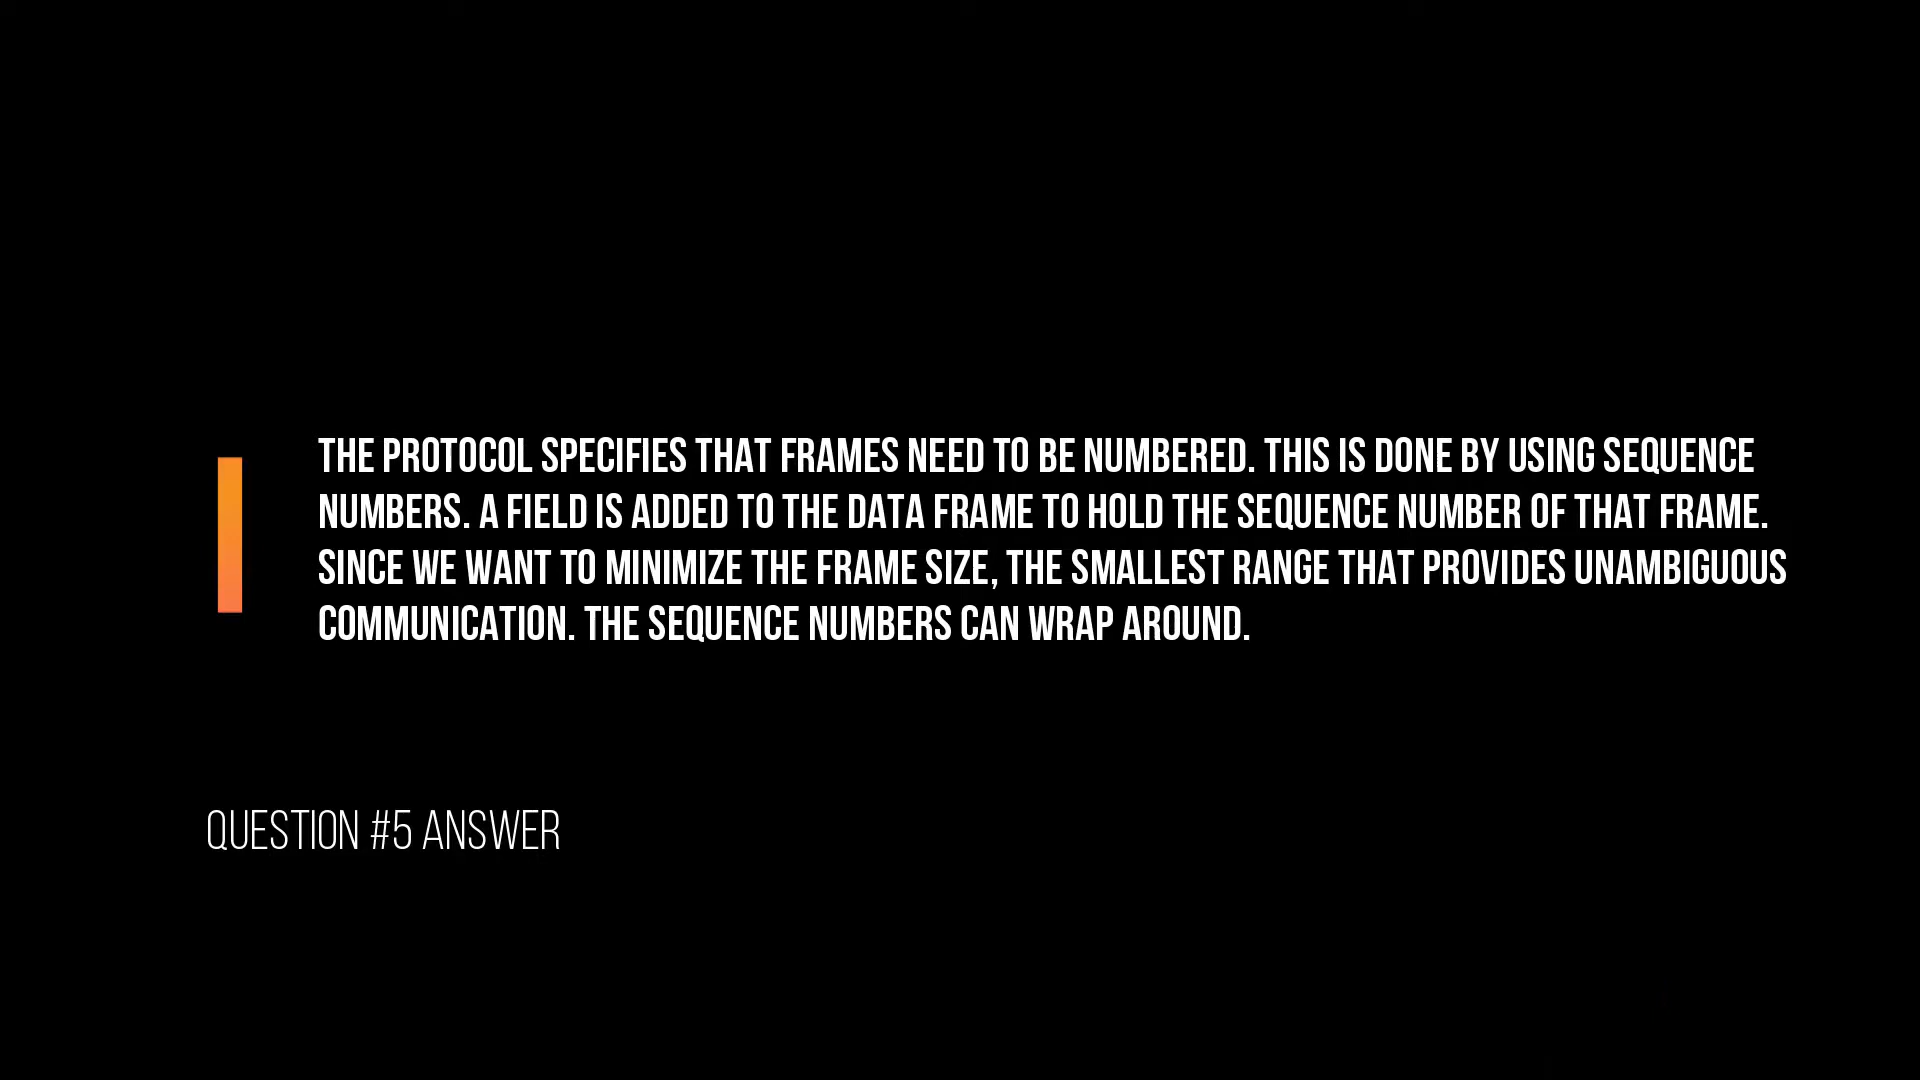 THE PROTOCOL SPECIFIES THAT FRAMES NEED TO BE NUMBERED. THIS IS DONE BY USING SEQUENCE
NUMBERS. A FIELD IS ADDED TO THE DATA FRAME TO HOLD THE SEQUENCE NUMBER OF THAT FRAME.
SINCE WE WANT TO MINIMIZE THE FRAME SIZE, THE SMALLEST RANGE THAT PROVIDES UNAMBIGUOUS
COMMUNICATION. THE SEQUENCE NUMBERS CAN WRAP AROUND.
QUESTION #5 ANSWER